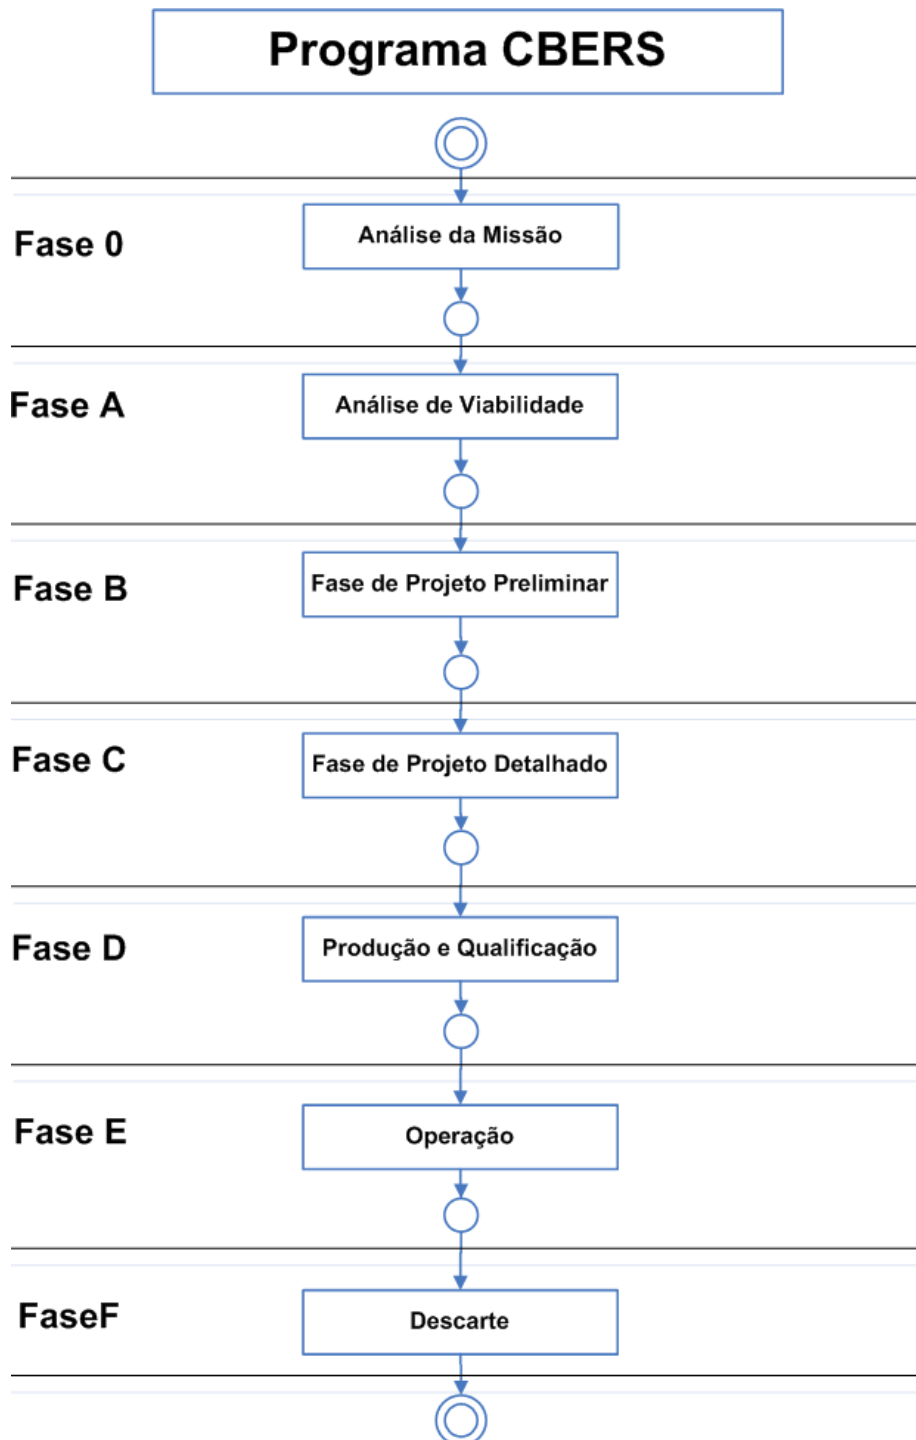 Programa CBERS
Fase 0
Análise da Missão
Fase A
Análise de Viabilidade
Fase B
Fase de Projeto Preliminar
Fase C
Fase de Projeto Detalhado
Fase D
Produção e Qualificação
Fase E
Operação
FaseF
Descarte